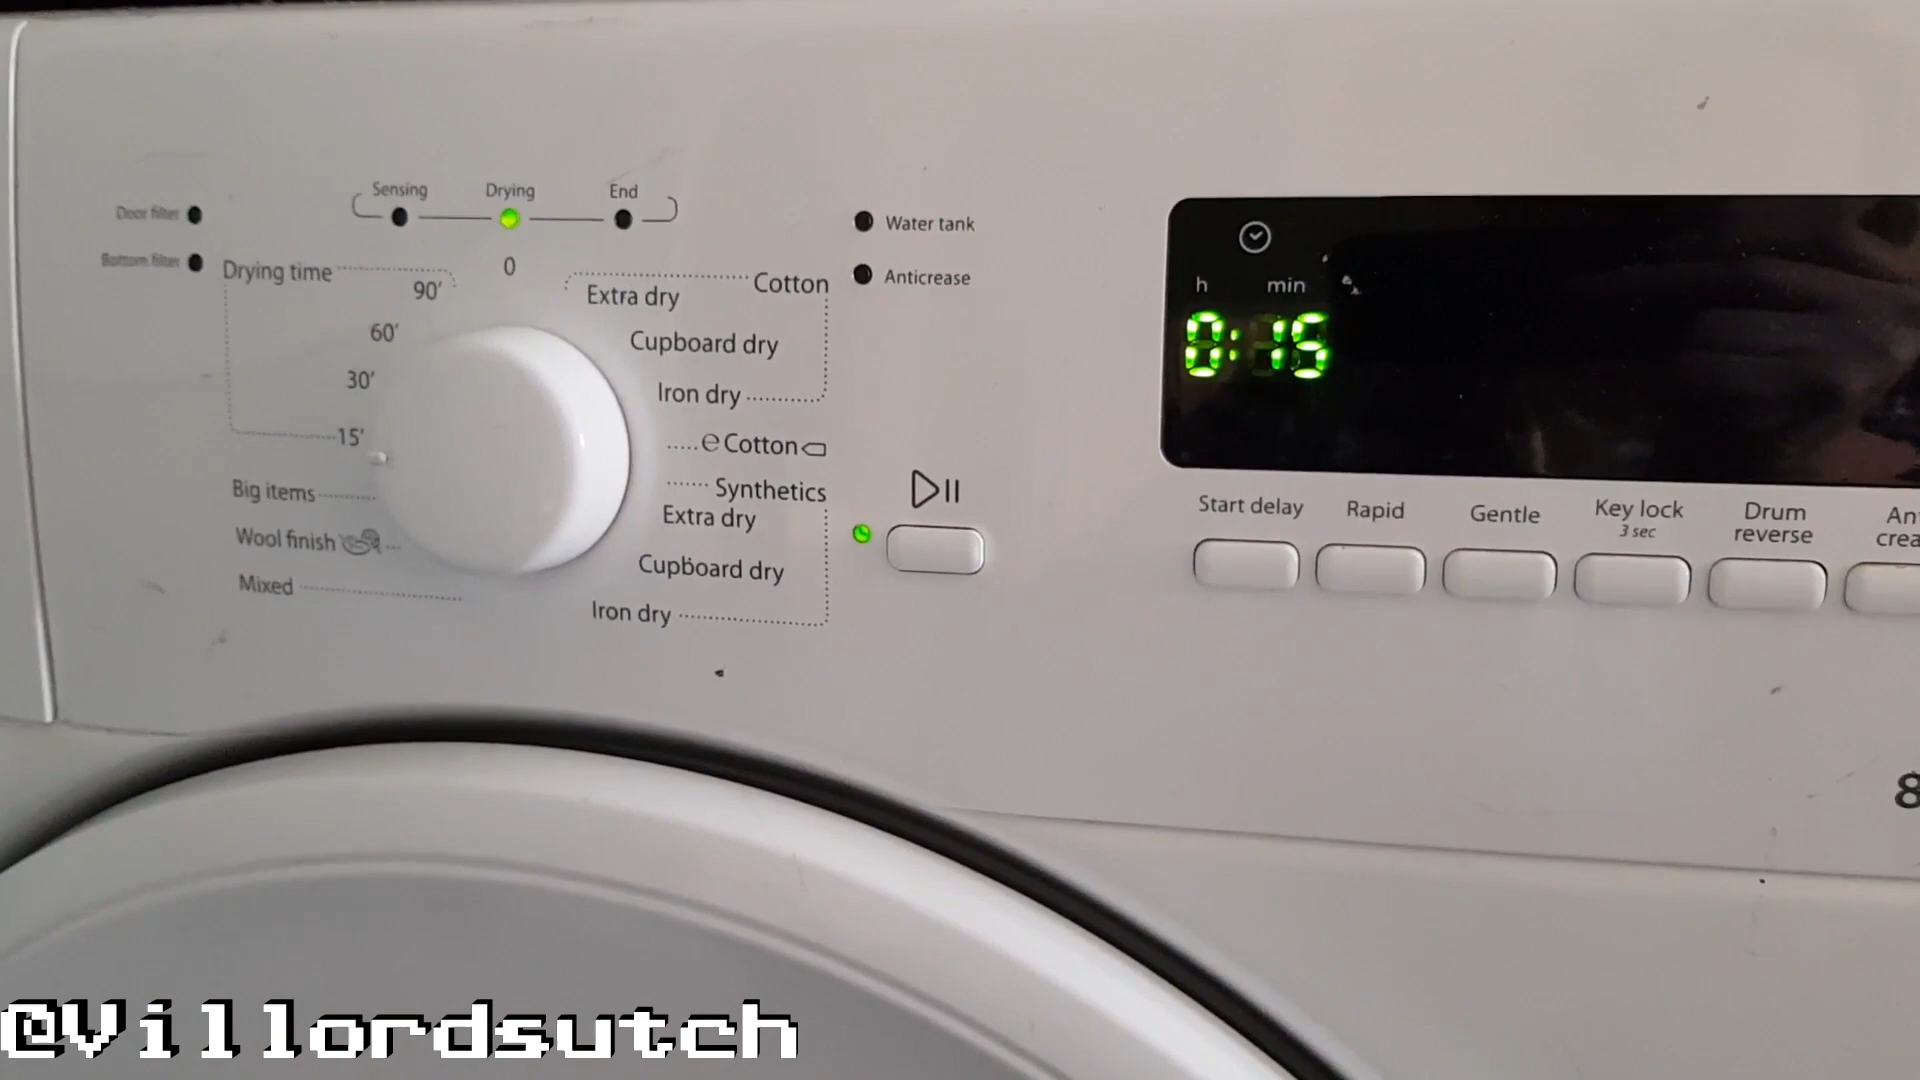 Sensing Drying End
Door filter
Bottom filter
Water tank
Anticrease
Drying time
0
90'
60'
30'
15'
Big items
Wool finish
Mixed
Cotton
Extra dry
Cupboard dry
Iron dry
e Cotton
Synthetics
Extra dry
Cupboard dry
Iron dry
h min
0:15
Start delay
Rapid
Gentle
Key lock
3 sec
Drum
reverse
8
@Villordsutch